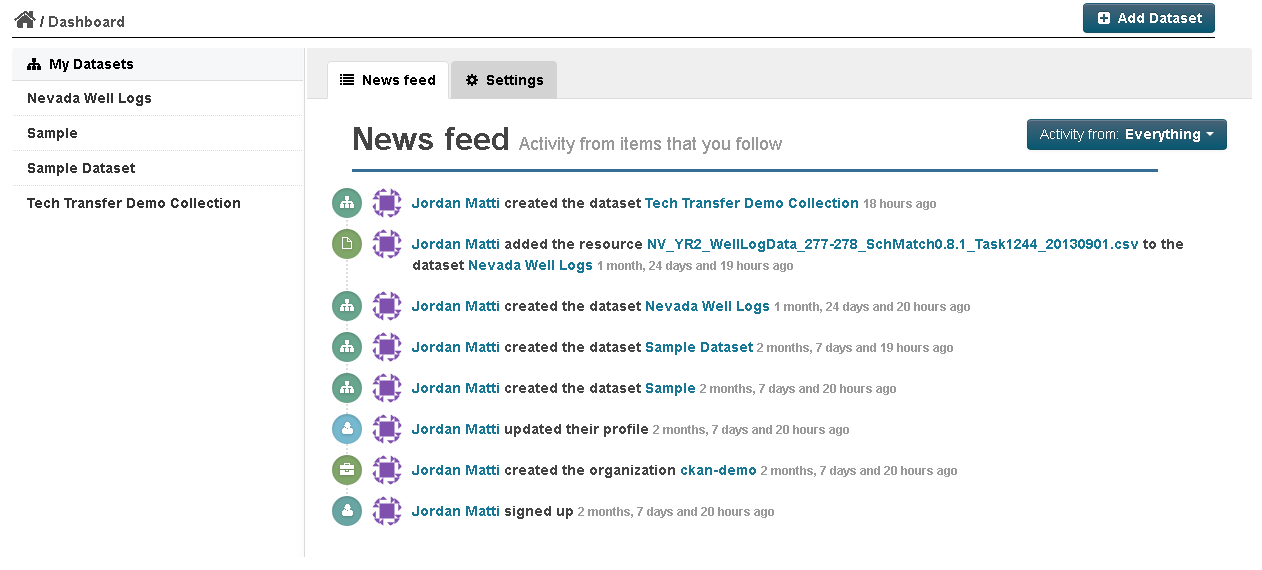 / Dashboard
Add Dataset
My Datasets
Nevada Well Logs
Sample
Sample Dataset
Tech Transfer Demo Collection
News feed
Settings
News feed Activity from items that you follow
Activity from: Everything
Jordan Matti created the dataset Tech Transfer Demo Collection 18 hours ago
Jordan Matti added the resource NV_YR2_WellLogData_277-278_SchMatch0.8.1_Task1244_20130901.csv to the
dataset Nevada Well Logs 1 month, 24 days and 19 hours ago
Jordan Matti created the dataset Nevada Well Logs 1 month, 24 days and 20 hours ago
Jordan Matti created the dataset Sample Dataset 2 months, 7 days and 19 hours ago
Jordan Matti created the dataset Sample 2 months, 7 days and 20 hours ago
Jordan Matti updated their profile 2 months, 7 days and 20 hours ago
Jordan Matti created the organization ckan-demo 2 months, 7 days and 20 hours ago
Jordan Matti signed up 2 months, 7 days and 20 hours ago